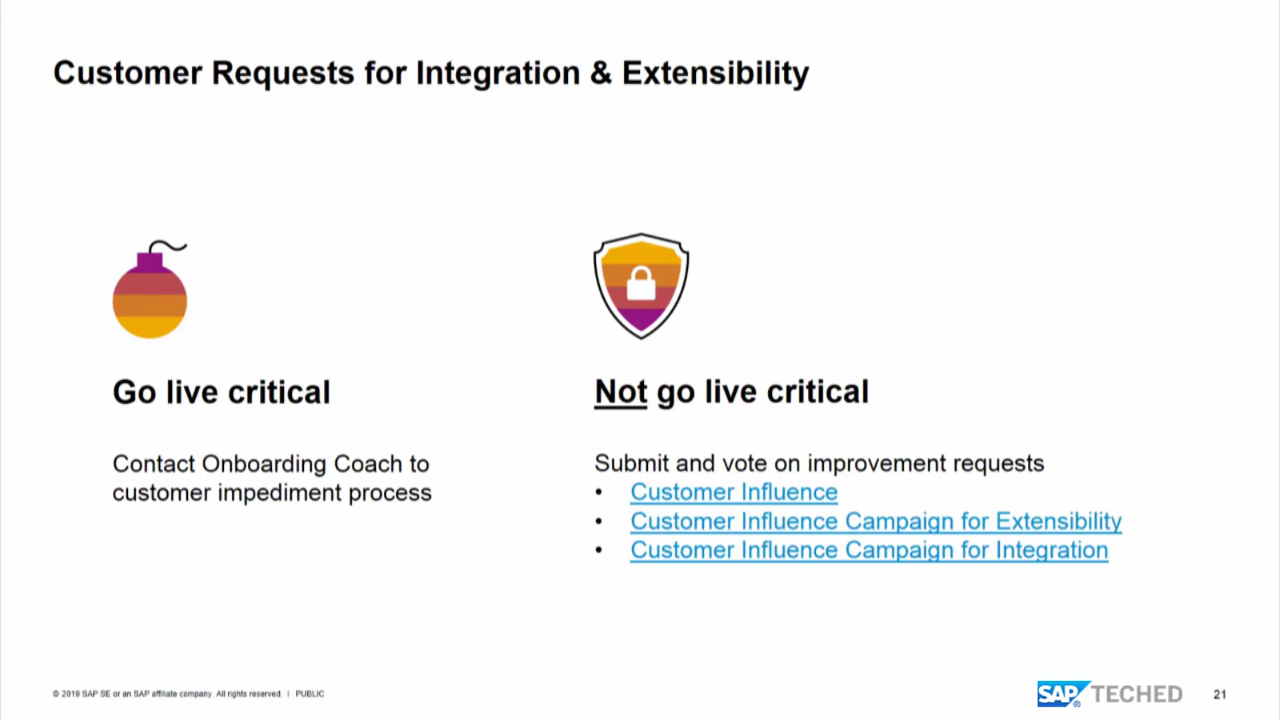 Customer Requests for Integration & Extensibility
Go live critical
Contact Onboarding Coach to
customer impediment process
Not go live critical
Submit and vote on improvement requests
• Customer Influence
• Customer Influence Campaign for Extensibility
• Customer Influence Campaign for Integration
© 2019 SAP SE or an SAP affiliate company. All rights reserved. | PUBLIC
SAP® TECHED
21